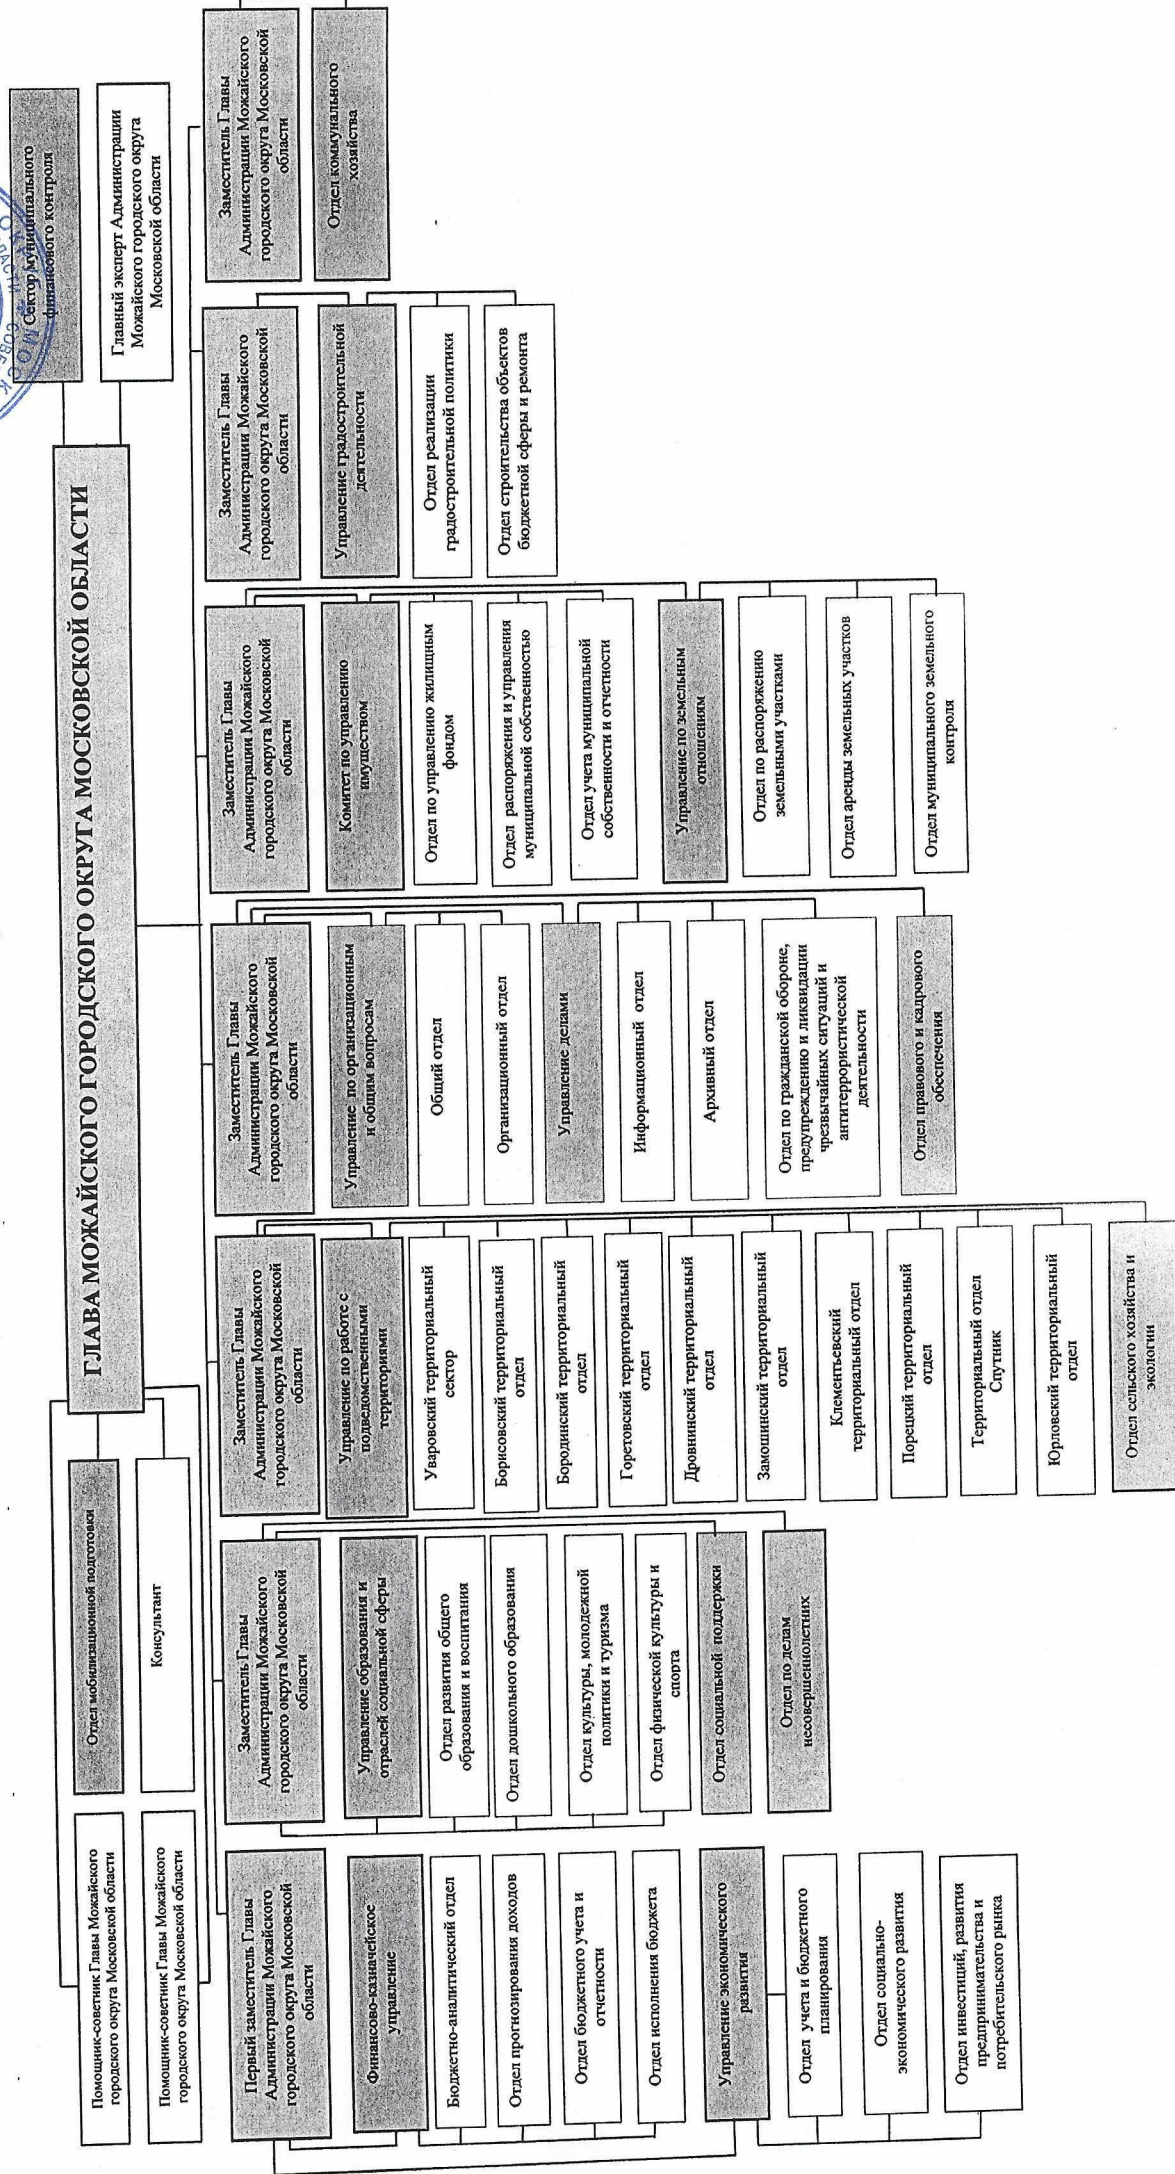 ГЛАВА МОЖАЙСКОГО ГОРОДСКОГО ОКРУГА МОСКОВСКОЙ ОБЛАСТИ
Помощник-советник Главы Можайского
городского округа Московской области
Помощник-советник Главы Можайского
городского округа Московской области
Отдел мобилизационной подготовки
Консультант
Сектор муниципального
финансового контроля
Главный эксперт Администрации
Можайского городского округа
Московской области
Первый заместитель Главы
Администрации Можайского
городского округа Московской
области
Финансово-казначейское
управление
Бюджетно-аналитический отдел
Отдел прогнозирования доходов
Отдел бюджетного учета и
отчетности
Отдел исполнения бюджета
Управление экономического
развития
Отдел учета и бюджетного
планирования
Отдел социально-
экономического развития
Отдел инвестиций, развития
предпринимательства и
потребительского рынка
Заместитель Главы
Администрации Можайского
городского округа Московской
области
Управление образования и
отраслей социальной сферы
Отдел развития общего
образования и воспитания
Отдел дошкольного образования
Отдел культуры, молодежной
политики и туризма
Отдел физической культуры и
спорта
Отдел социальной поддержки
Отдел по делам
несовершеннолетних
Заместитель Главы
Администрации Можайского
городского округа Московской
области
Управление по работе с
подведомственными
территориями
Уваровский территориальный
сектор
Борисовский территориальный
отдел
Бородинский территориальный
отдел
Горетовский территориальный
отдел
Дровнинский территориальный
отдел
Замошинский территориальный
отдел
Клементьевский
территориальный отдел
Порецкий территориальный
отдел
Территориальный отдел
Спутник
Юрловский территориальный
отдел
Отдел сельского хозяйства и
экологии
Заместитель Главы
Администрации Можайского
городского округа Московской
области
Управление по организационным
и общим вопросам
Общий отдел
Организационный отдел
Управление делами
Информационный отдел
Архивный отдел
Отдел по гражданской обороне,
предупреждению и ликвидации
чрезвычайных ситуаций и
антитеррористической
деятельности
Отдел правового и кадрового
обеспечения
Заместитель Главы
Администрации Можайского
городского округа Московской
области
Комитет по управлению
имуществом
Отдел по управлению жилищным
фондом
Отдел распоряжения и управления
муниципальной собственностью
Отдел учета муниципальной
собственности и отчетности
Управление по земельным
отношениям
Отдел по распоряжению
земельными участками
Отдел аренды земельных участков
Отдел муниципального земельного
контроля
Заместитель Главы
Администрации Можайского
городского округа Московской
области
Управление градостроительной
деятельности
Отдел реализации
градостроительной политики
Отдел строительства объектов
бюджетной сферы и ремонта
Заместитель Главы
Администрации Можайского
городского округа Московской
области
Отдел коммунального
хозяйства